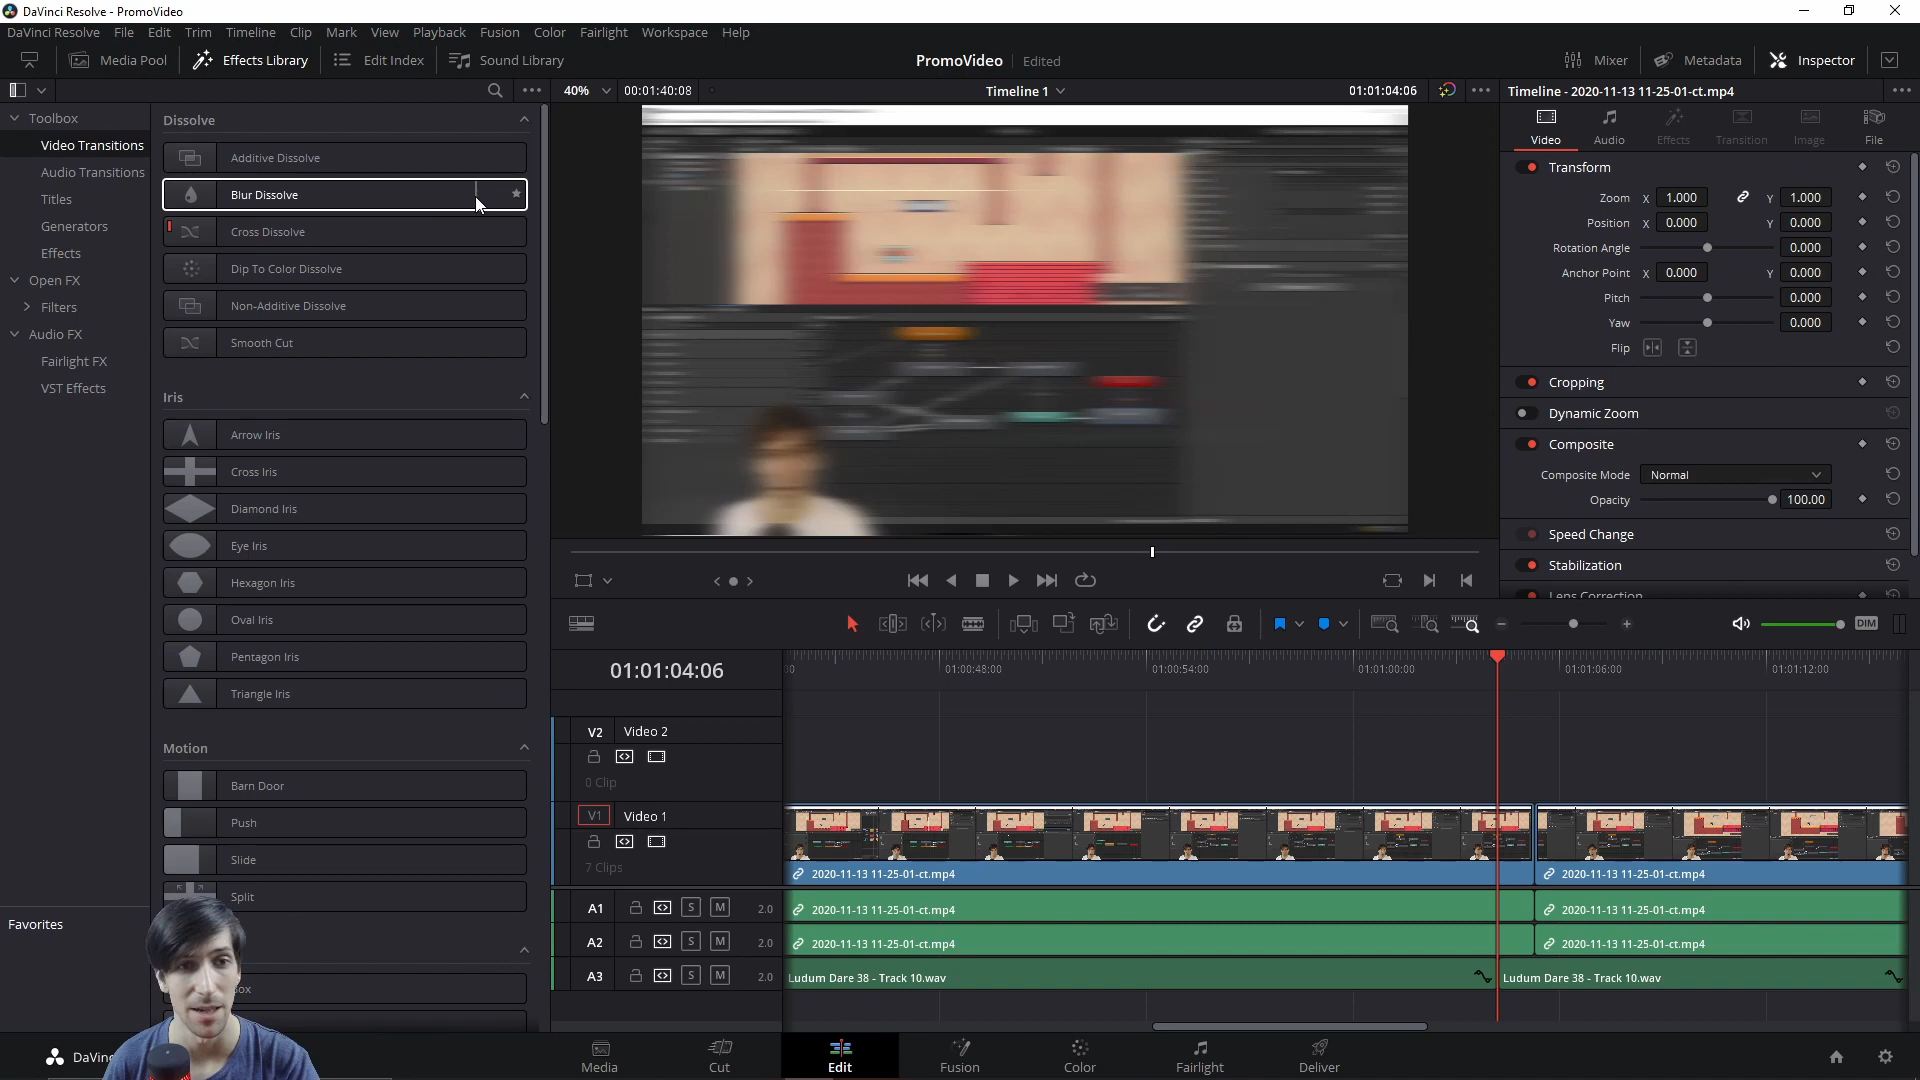 DaVinci Resolve - PromoVideo
DaVinci Resolve File Edit Trim Timeline Clip Mark View Playback Fusion Color Fairlight Workspace Help
Media Pool Effects Library Edit Index Sound Library PromoVideo Edited Mixer Metadata Inspector
40% 00:01:40:08 Timeline 1 01:01:04:06 Timeline - 2020-11-13 11-25-01-ct.mp4
Toolbox
Video Transitions
Audio Transitions
Titles
Generators
Effects
Open FX
Filters
Audio FX
Fairlight FX
VST Effects
Favorites
Dissolve
Additive Dissolve
Blur Dissolve
Cross Dissolve
Dip To Color Dissolve
Non-Additive Dissolve
Smooth Cut
Iris
Arrow Iris
Cross Iris
Diamond Iris
Eye Iris
Hexagon Iris
Oval Iris
Pentagon Iris
Triangle Iris
Motion
Barn Door
Push
Slide
Split
Video Audio Effects Transition Image File
Transform
Zoom X 1.000 Y 1.000
Position X 0.000 Y 0.000
Rotation Angle 0.000
Anchor Point X 0.000 Y 0.000
Pitch 0.000
Yaw 0.000
Flip
Cropping
Dynamic Zoom
Composite
Composite Mode Normal
Opacity 100.00
Speed Change
Stabilization
Lens Correction
DIM
01:01:04:06 01:00:48:00 01:00:54:00 01:01:00:00 01:01:06:00 01:01:12:00
V2 Video 2
0 Clip
V1 Video 1
7 Clips
2020-11-13 11-25-01-ct.mp4 2020-11-13 11-25-01-ct.mp4
A1 S M 2.0 2020-11-13 11-25-01-ct.mp4 2020-11-13 11-25-01-ct.mp4
A2 S M 2.0 2020-11-13 11-25-01-ct.mp4 2020-11-13 11-25-01-ct.mp4
A3 S M 2.0 Ludum Dare 38 - Track 10.wav Ludum Dare 38 - Track 10.wav
Media Cut Edit Fusion Color Fairlight Deliver